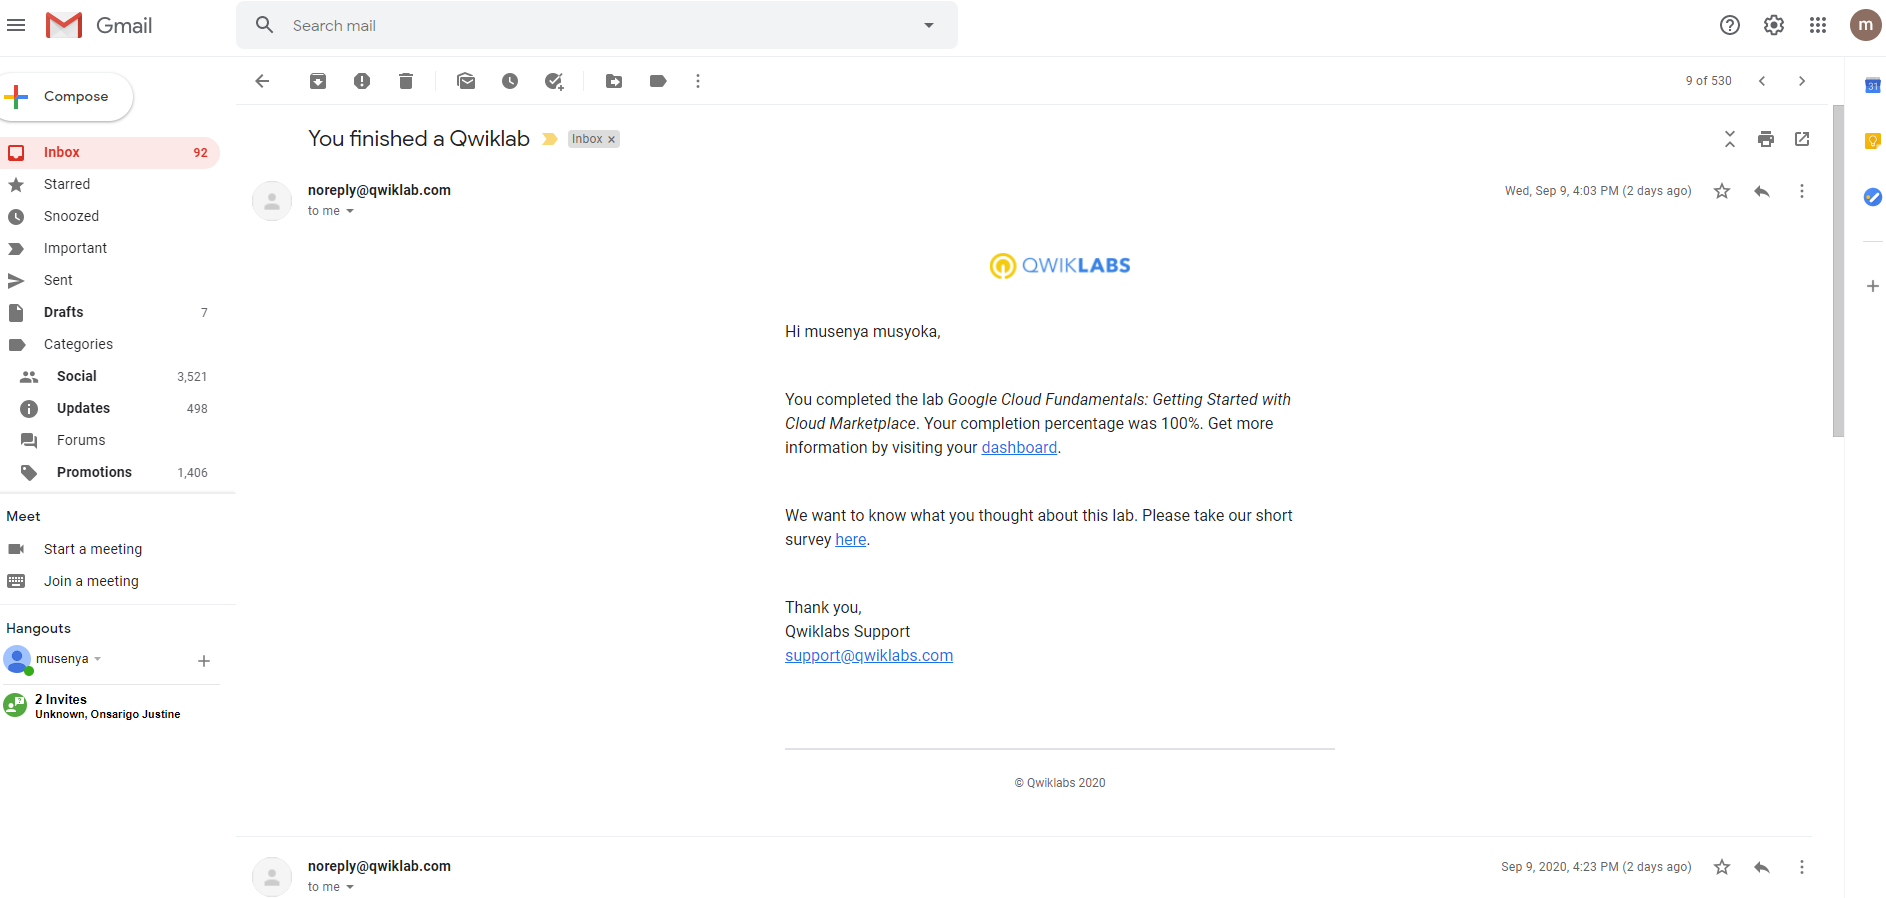 Gmail
Search mail
m
Compose
9 of 530
31
Inbox 92
Starred
Snoozed
Important
Sent
Drafts 7
Categories
Social 3,521
Updates 498
Forums
Promotions 1,406
Meet
Start a meeting
Join a meeting
Hangouts
musenya
2 Invites
Unknown, Onsarigo Justine
You finished a Qwiklab Inbox x
noreply@qwiklab.com Wed, Sep 9, 4:03 PM (2 days ago)
to me
QWIKLABS
Hi musenya musyoka,
You completed the lab Google Cloud Fundamentals: Getting Started with
Cloud Marketplace. Your completion percentage was 100%. Get more
information by visiting your dashboard.
We want to know what you thought about this lab. Please take our short
survey here.
Thank you,
Qwiklabs Support
support@qwiklabs.com
© Qwiklabs 2020
noreply@qwiklab.com Sep 9, 2020, 4:23 PM (2 days ago)
to me